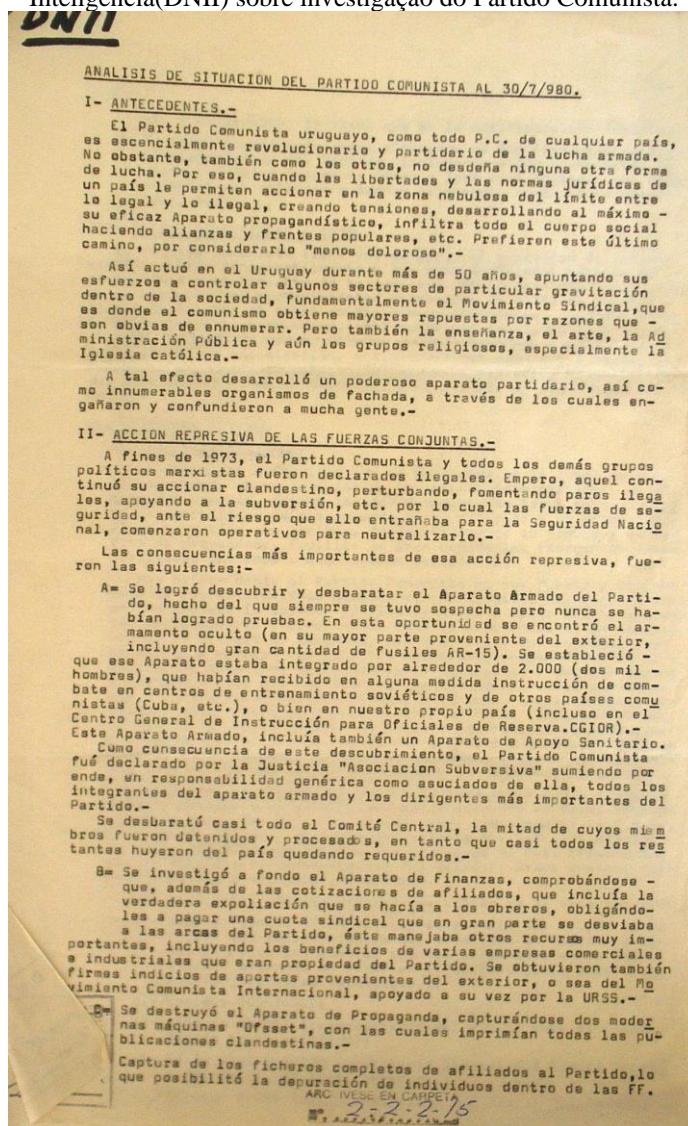 Inteligência(DNII) sobre investigação do Partido Comunista.
DNII
ANALISIS DE SITUACION DEL PARTIDO COMUNISTA AL 30/7/980.
I- ANTECEDENTES.-
El Partido Comunista uruguayo, como todo P.C. de cualquier país,
es escencialmente revolucionario y partidario de la lucha armada.
No obstante, también como los otros, no desdeña ninguna otra forma
de lucha. Por eso, cuando las libertades y las normas jurídicas de
un país le permiten accionar en la zona nebulosa del límite entre
lo legal y lo ilegal, creando tensiones, desarrollando al máximo -
su eficaz Aparato propagandístico, infiltra todo el cuerpo social
haciendo alianzas y frentes populares, etc. Prefieren este último
camino, por considerarlo "menos doloroso".-
Así actuó en el Uruguay durante más de 50 años, apuntando sus
esfuerzos a controlar algunos sectores de particular gravitación
dentro de la sociedad, fundamentalmente el Movimiento Sindical,que
es donde el comunismo obtiene mayores repuestas por razones que -
son obvias de ennumerar. Pero también la enseñanza, el arte, la Ad
ministración Pública y aún los grupos religiosos, especialmente la
Iglesia católica.-
A tal efecto desarrolló un poderoso aparato partidario, así co-
mo innumerables organismos de fachada, a través de los cuales en-
gañaron y confundieron a mucha gente.-
II- ACCION REPRESIVA DE LAS FUERZAS CONJUNTAS.-
A fines de 1973, el Partido Comunista y todos los demás grupos
políticos marxistas fueron declarados ilegales. Empero, aquel con-
tinuó su accionar clandestino, perturbando, fomentando paros ilega
les, apoyando a la subversión, etc. por lo cual las fuerzas de se-
guridad, ante el riesgo que ello entrañaba para la Seguridad Nacio
nal, comenzaron operativos para neutralizarlo.-
Las consecuencias más importantes de esa acción represiva, fue-
ron las siguientes:-
A= Se logró descubrir y desbaratar el Aparato Armado del Parti-
do, hecho del que siempre se tuvo sospecha pero nunca se ha-
bían logrado pruebas. En esta oportunidad se encontró el ar-
mamento oculto (en su mayor parte proveniente del exterior,
incluyendo gran cantidad de fusiles AR-15). Se estableció -
que ese Aparato estaba integrado por alrededor de 2.000 (dos mil -
hombres), que habían recibido en alguna medida instrucción de com-
bate en centros de entrenamiento soviéticos y de otros países comu
nistas (Cuba, etc.), o bien en nuestro propio país (incluso en el
Centro General de Instrucción para Oficiales de Reserva.CGIOR).-
Este Aparato Armado, incluía también un Aparato de Apoyo Sanitario.
Como consecuencia de este descubrimiento, el Partido Comunista
fué declarado por la Justicia "Asociacion Subversiva" sumiendo por
ende, en responsabilidad genérica como asociados de ella, todos los
integrantes del aparato armado y los dirigentes más importantes del
Partido.-
Se desbarató casi todo el Comité Central, la mitad de cuyos miem
bros fueron detenidos y procesados, en tanto que casi todos los res
tantes huyeron del país quedando requeridos.-
B= Se investigó a fondo el Aparato de Finanzas, comprobándose -
que, además de las cotizaciones de afiliados, que incluía la
verdadera expoliación que se hacía a los obreros, obligándo-
les a pagar una cuota sindical que en gran parte se desviaba
a las arcas del Partido, éste manejaba otros recursos muy im-
portantes, incluyendo los beneficios de varias empresas comerciales
e industriales que eran propiedad del Partido. Se obtuvieron también
firmes indicios de aportes provenientes del exterior, o sea del Mo
vimiento Comunista Internacional, apoyado a su vez por la URSS.-
C= Se destruyó el Aparato de Propaganda, capturándose dos moder
nas máquinas "Ofsset", con las cuales imprimían todas las pu-
blicaciones clandestinas.-
Captura de los ficheros completos de afiliados al Partido,lo
que posibilitó la depuración de individuos dentro de las FF.
ARC IVESE EN CARPETA
Nº. 2-2-2-15